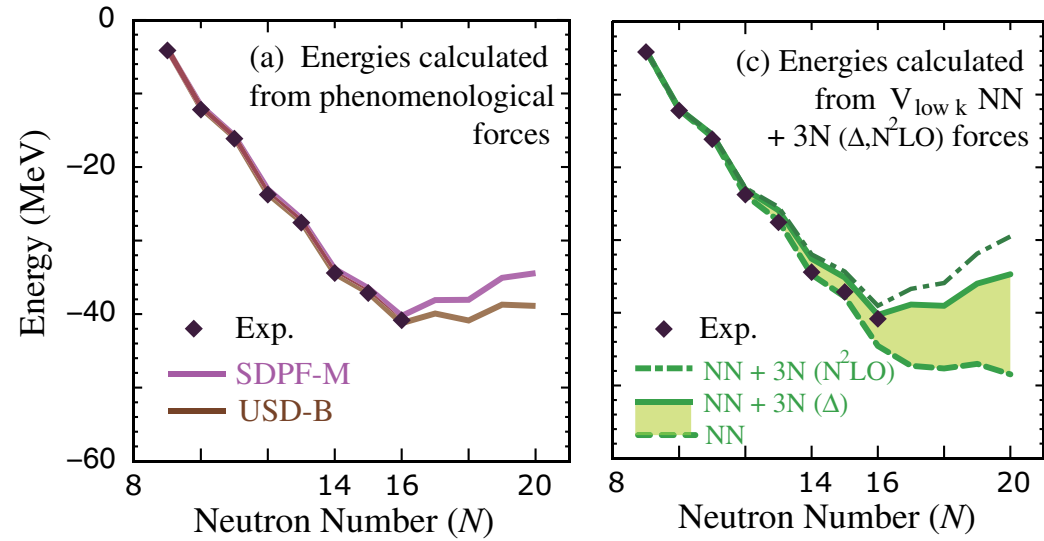 Energy (MeV)
0
−20
−40
−60
(a) Energies calculated
from phenomenological
forces
Exp.
SDPF-M
USD-B
8
14
16
20
Neutron Number (N)
(c) Energies calculated
from V low k NN
+ 3N (Δ,N²LO) forces
Exp.
NN + 3N (N²LO)
NN + 3N (Δ)
NN
8
14
16
20
Neutron Number (N)